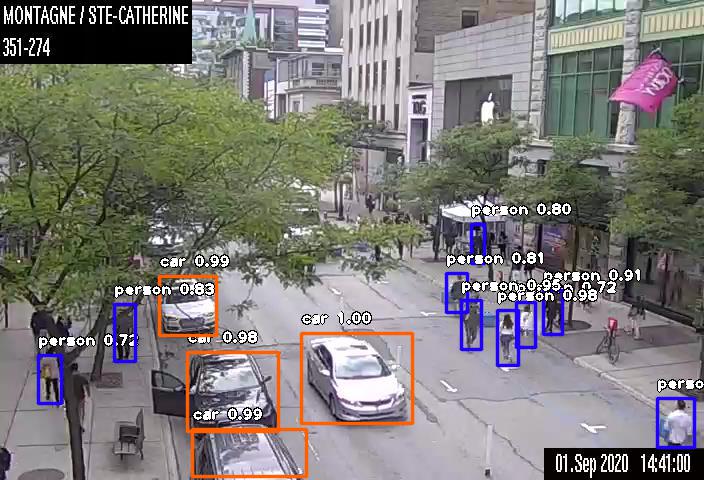 MONTAGNE / STE-CATHERINE
351-274
person 0.80
person 0.81
car 0.99
person 0.83
person 0.95
person 0.91
0.72
person 0.98
car 1.00
car 0.98
person 0.72
perso
car 0.99
01.Sep 2020 14:41:00